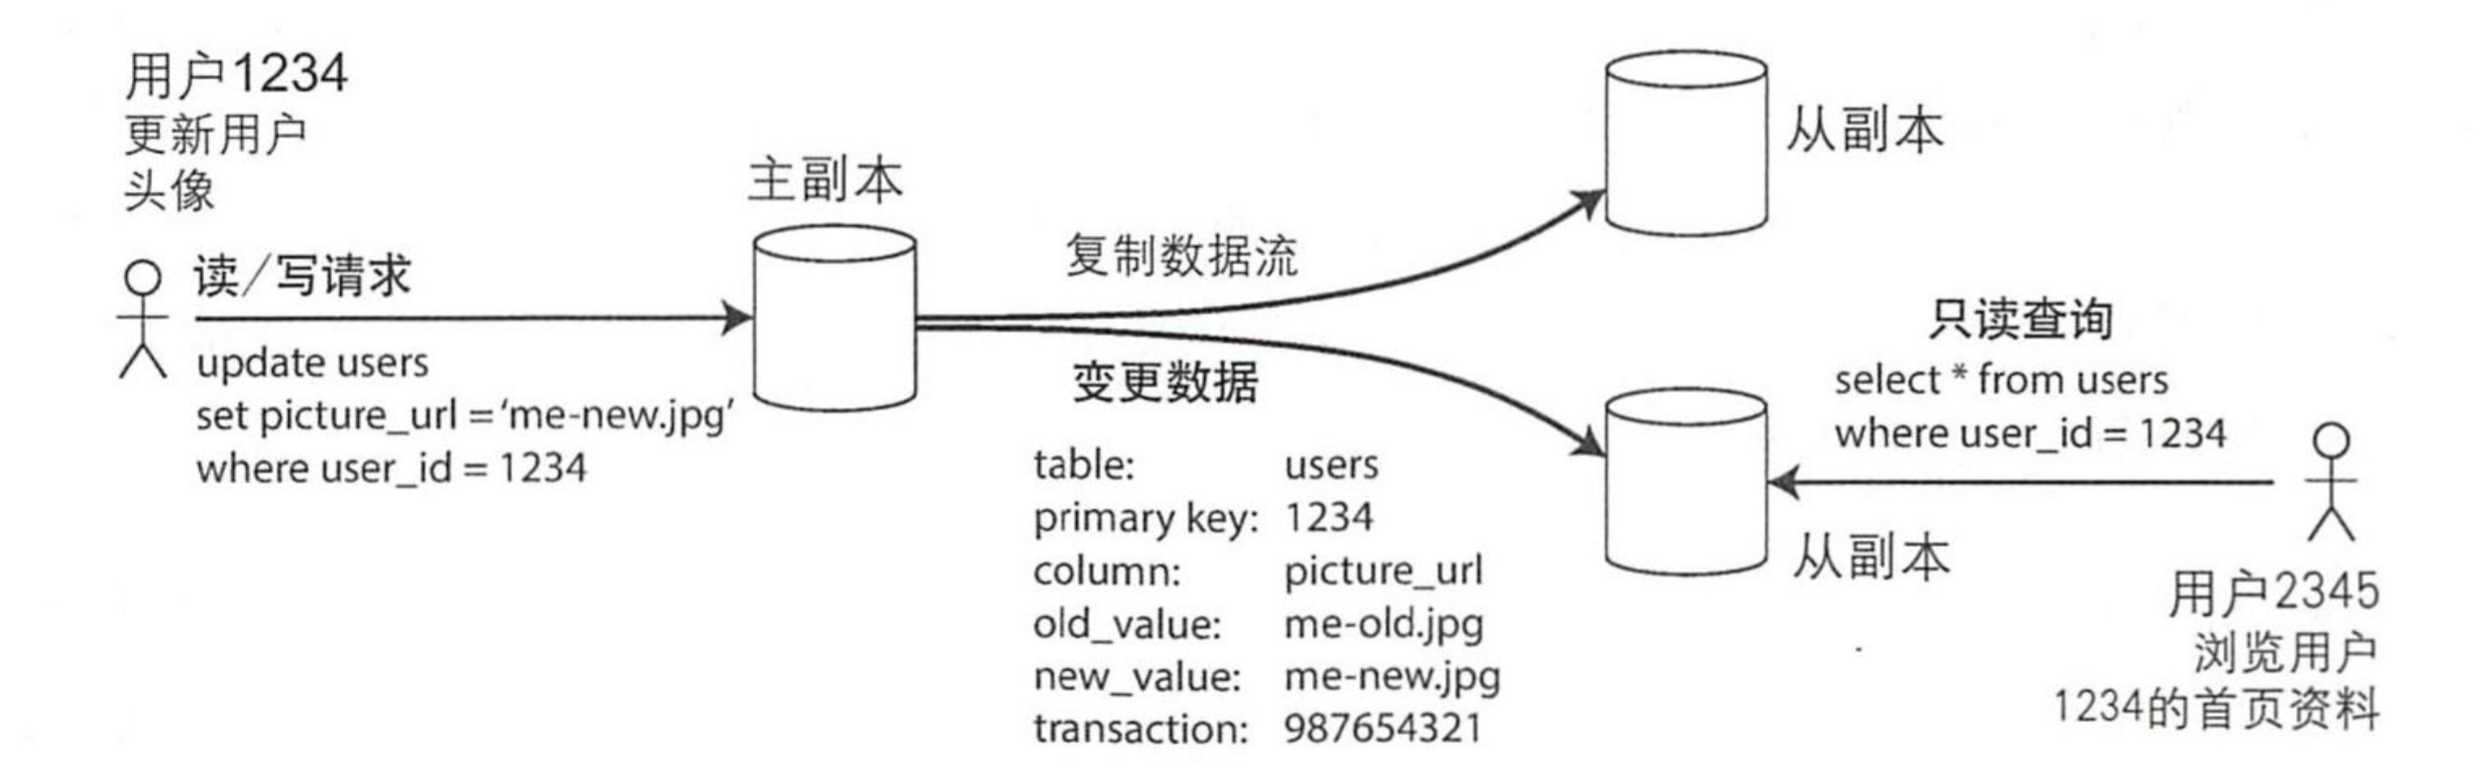 用户1234
更新用户
头像
读/写请求
update users
set picture_url ='me-new.jpg'
where user_id = 1234
主副本
复制数据流
变更数据
table: users
primary key: 1234
column: picture_url
old_value: me-old.jpg
new_value: me-new.jpg
transaction: 987654321
从副本
只读查询
select * from users
where user_id = 1234
从副本
用户2345
浏览用户
1234的首页资料